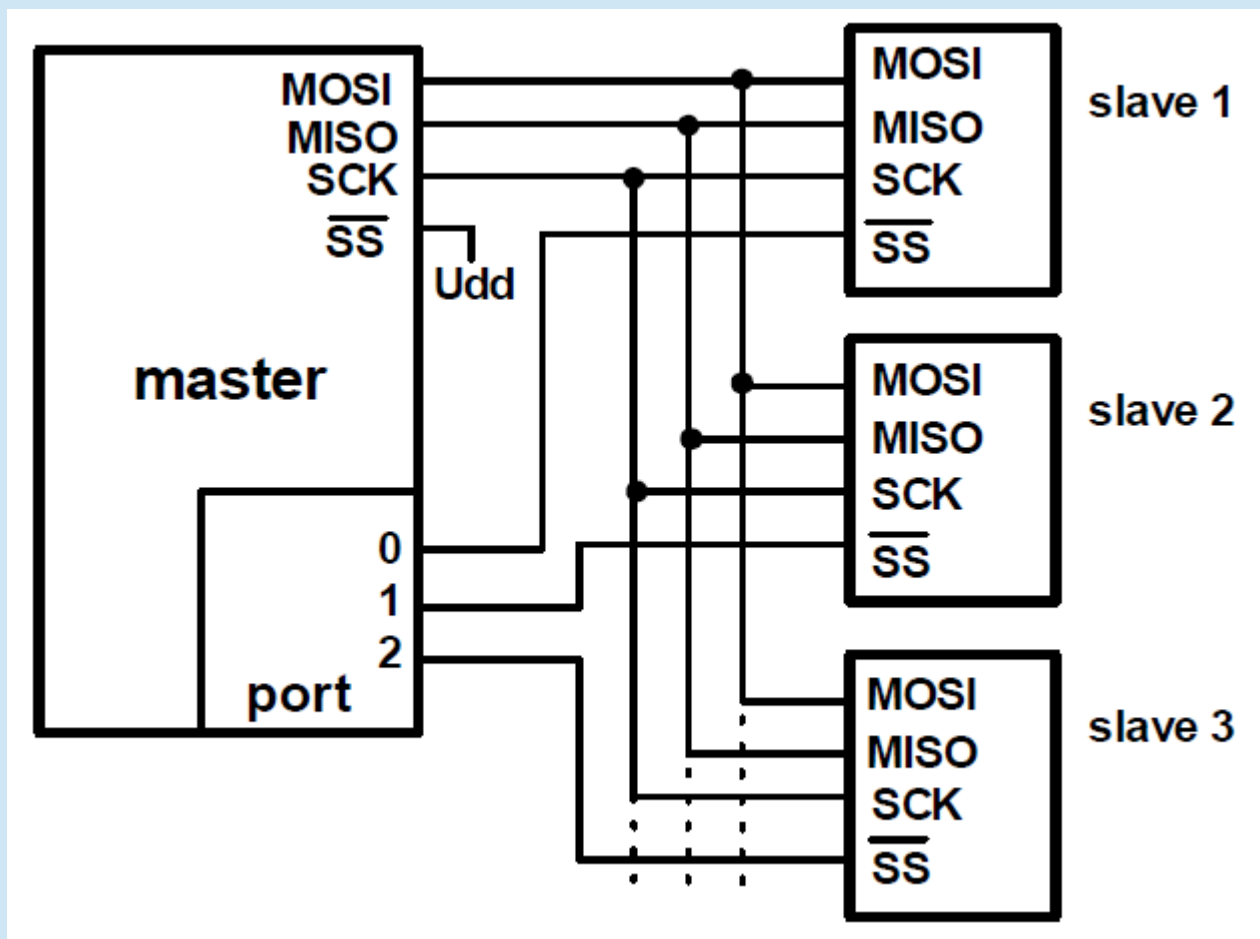 MOSI
MISO
SCK
SS
Udd
master
0
1
2
port
MOSI
MISO
SCK
SS
slave 1
MOSI
MISO
SCK
SS
slave 2
MOSI
MISO
SCK
SS
slave 3